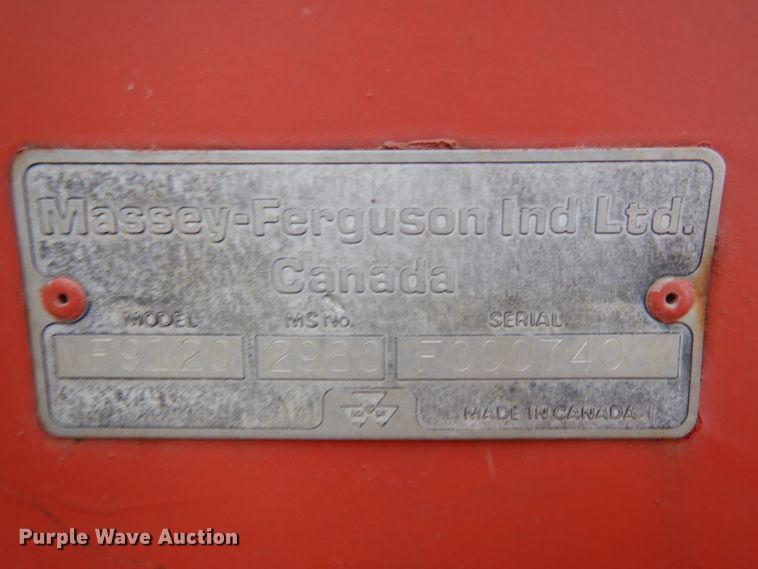 Massey-Ferguson Ind Ltd.
Canada
MODEL MS No. SERIAL
F9120 2980 F000740
MADE IN CANADA
Purple Wave Auction